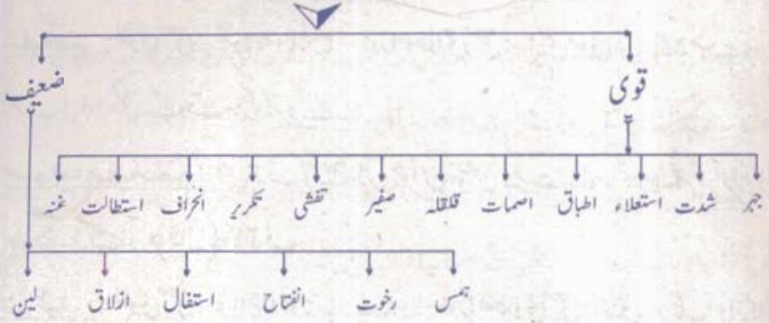 قوی ضعیف
جہر شدت استعلاء اطباق اصمات قلقلہ صفیر تفشی تکریر انحراف استطالت غنہ
ہمس رخوت انفتاح استفال ازلاق لین